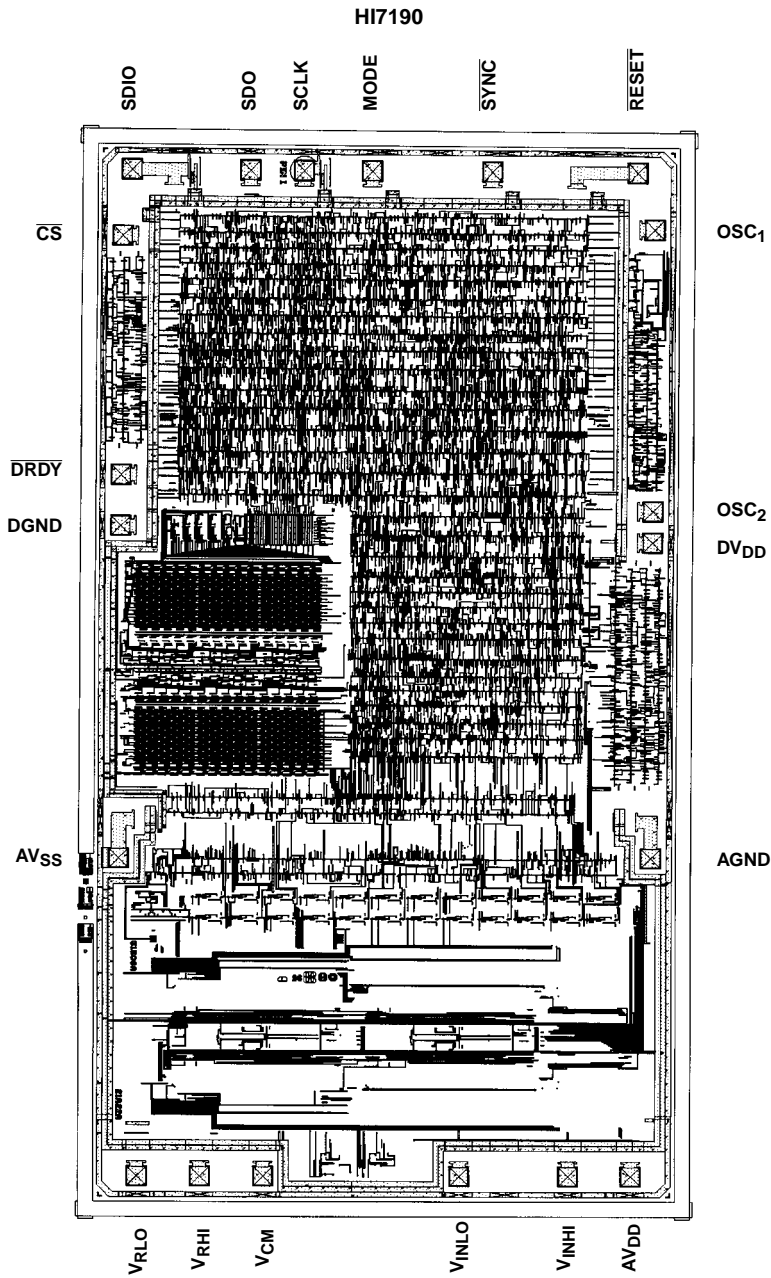 HI7190
SDIO
SDO
SCLK
MODE
SYNC
RESET
CS
OSC1
DRDY
DGND
OSC2
DVDD
AVSS
AGND
VRLO
VRHI
VCM
VINLO
VINHI
AVDD